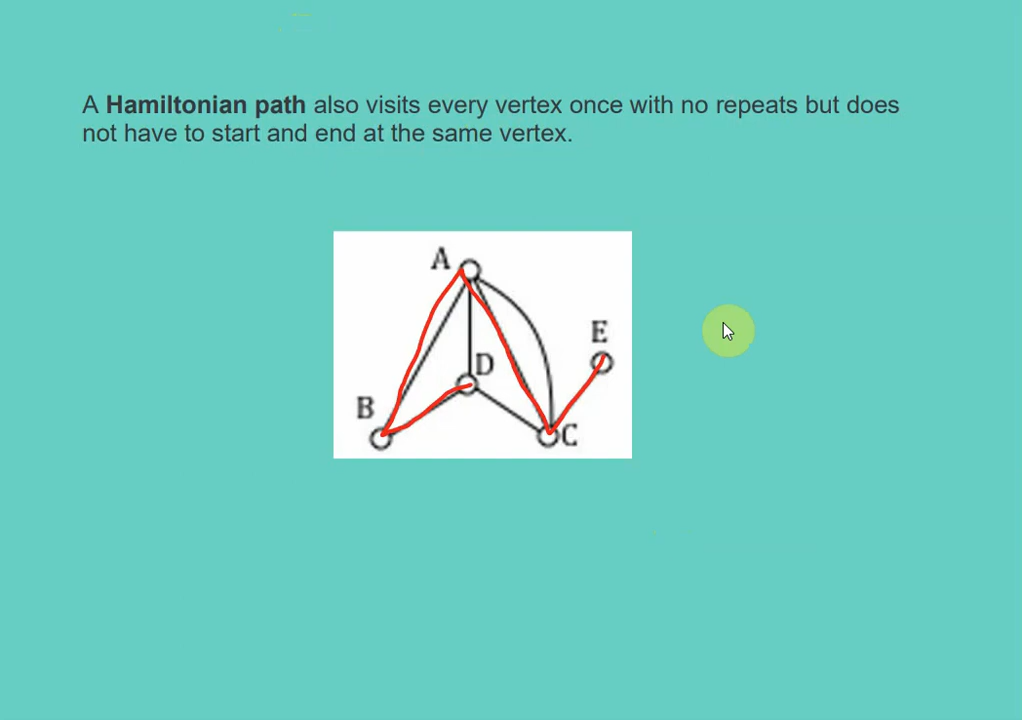 A Hamiltonian path also visits every vertex once with no repeats but does
not have to start and end at the same vertex.
A
E
D
B
C